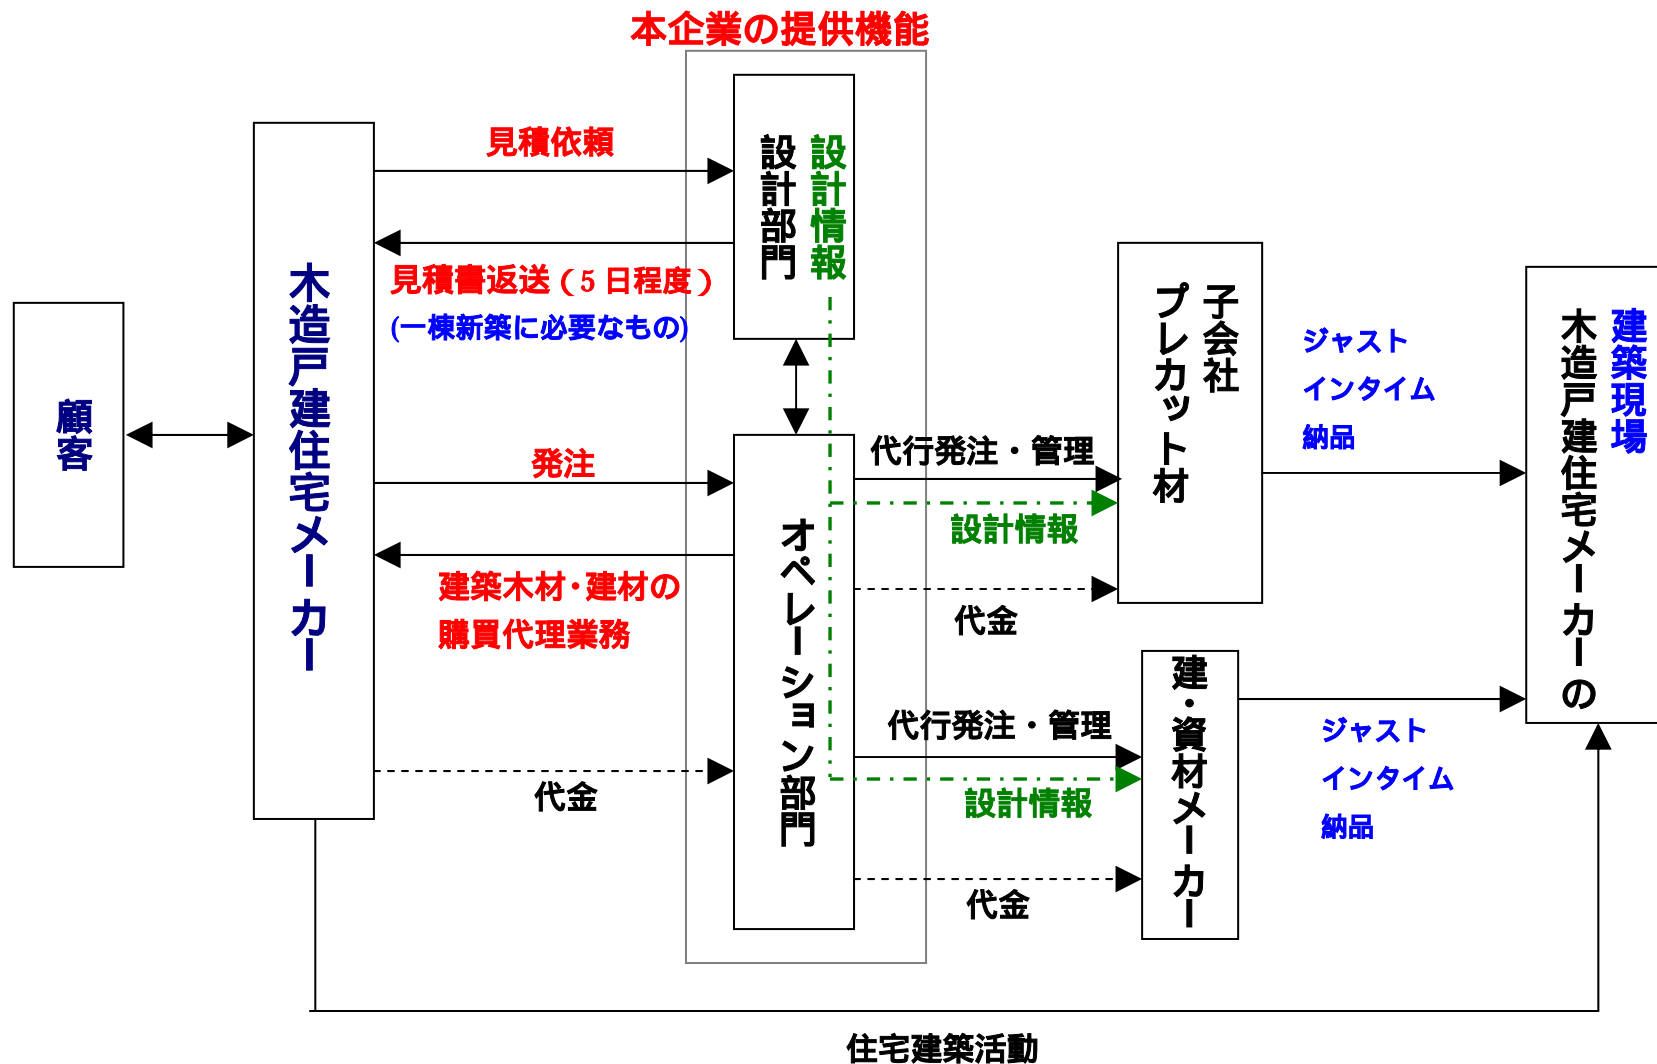 本企業の提供機能
顧客
木造戸建住宅メーカー
見積依頼
見積書返送（5 日程度）
(一棟新築に必要なもの)
発注
建築木材・建材の
購買代理業務
代金
設計情報
設計部門
オペレーション部門
代行発注・管理
設計情報
代金
代行発注・管理
設計情報
代金
子会社
プレカット材
建・資材メーカー
ジャスト
インタイム
納品
ジャスト
インタイム
納品
建築現場
木造戸建住宅メーカーの
住宅建築活動